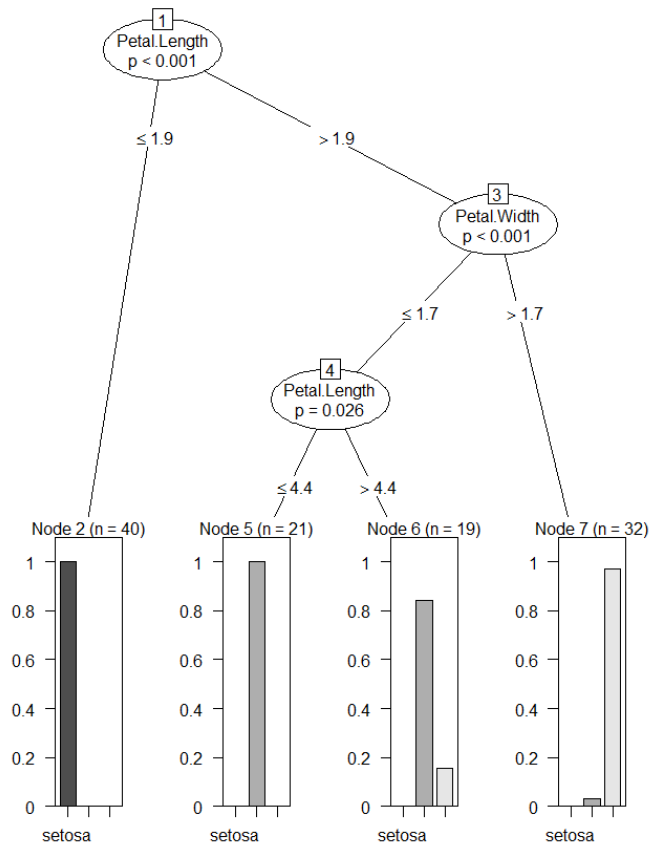 1
Petal.Length
p < 0.001
≤ 1.9
> 1.9
3
Petal.Width
p < 0.001
≤ 1.7
> 1.7
4
Petal.Length
p = 0.026
≤ 4.4
> 4.4
Node 2 (n = 40)
1
0.8
0.6
0.4
0.2
0
setosa
Node 5 (n = 21)
1
0.8
0.6
0.4
0.2
0
setosa
Node 6 (n = 19)
1
0.8
0.6
0.4
0.2
0
setosa
Node 7 (n = 32)
1
0.8
0.6
0.4
0.2
0
setosa